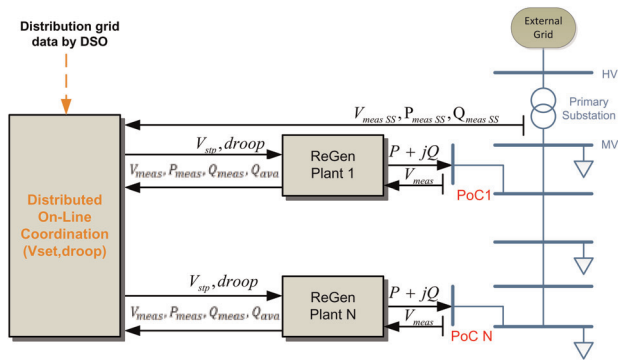 Distribution grid
data by DSO
External
Grid
HV
Primary
Substation
MV
V_meas SS, P_meas SS, Q_meas SS
V_stp, droop
V_meas, P_meas, Q_meas, Q_ava
ReGen
Plant 1
P + jQ
V_meas
PoC1
Distributed
On-Line
Coordination
(Vset,droop)
V_stp, droop
V_meas, P_meas, Q_meas, Q_ava
ReGen
Plant N
P + jQ
V_meas
PoC N